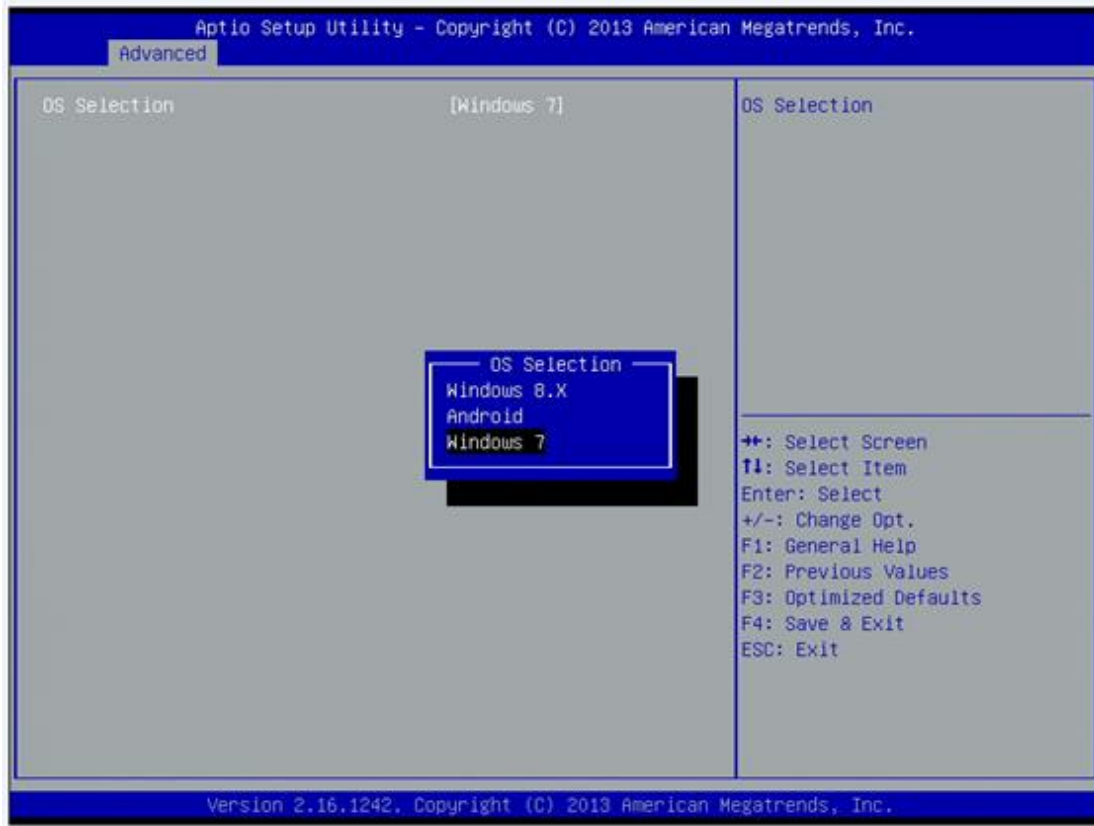 Aptio Setup Utility – Copyright (C) 2013 American Megatrends, Inc.
Advanced
OS Selection [Windows 7]
OS Selection
OS Selection
Windows 8.X
Android
Windows 7
→←: Select Screen
↑↓: Select Item
Enter: Select
+/-: Change Opt.
F1: General Help
F2: Previous Values
F3: Optimized Defaults
F4: Save & Exit
ESC: Exit
Version 2.16.1242. Copyright (C) 2013 American Megatrends, Inc.